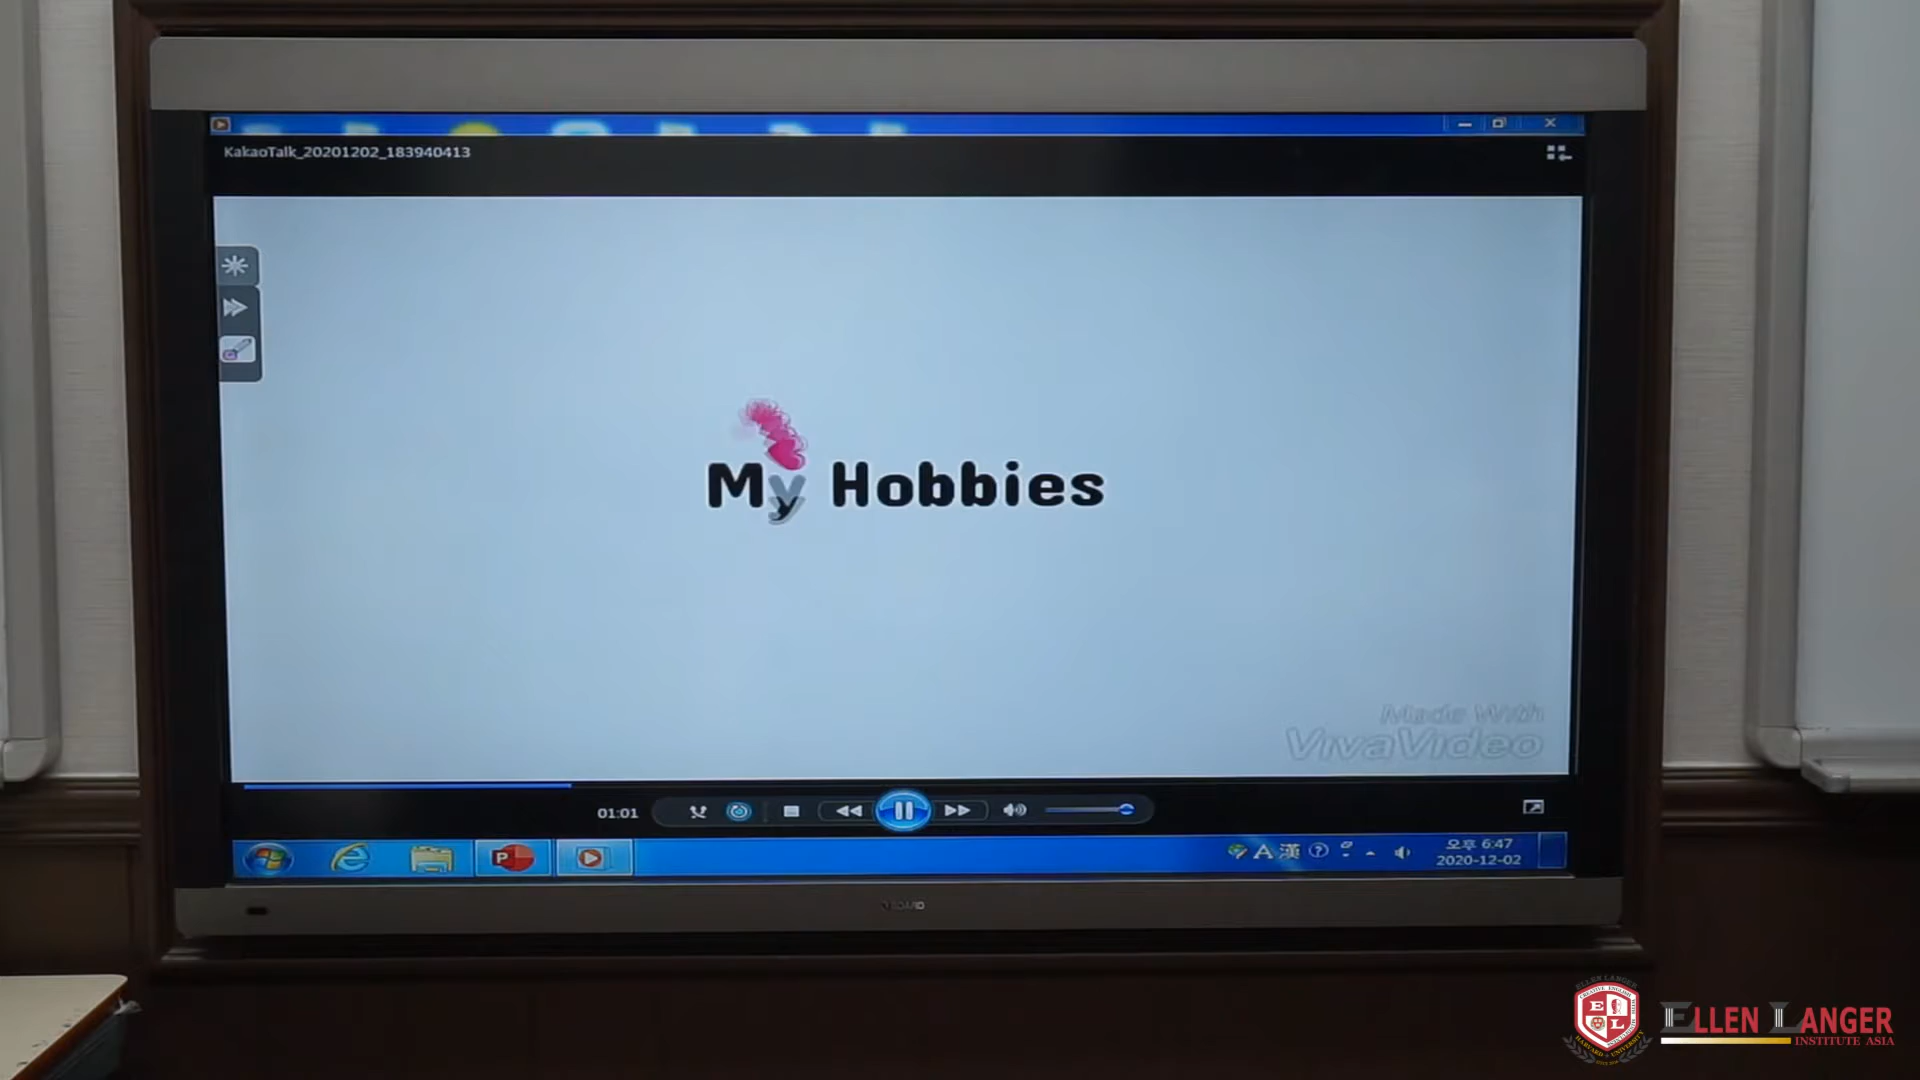 KakaoTalk_20201202_183940413
My Hobbies
Made With
VivaVideo
01:01
A 漢
오후 6:47
2020-12-02
ELLEN LANGER
INSTITUTE ASIA
E
L